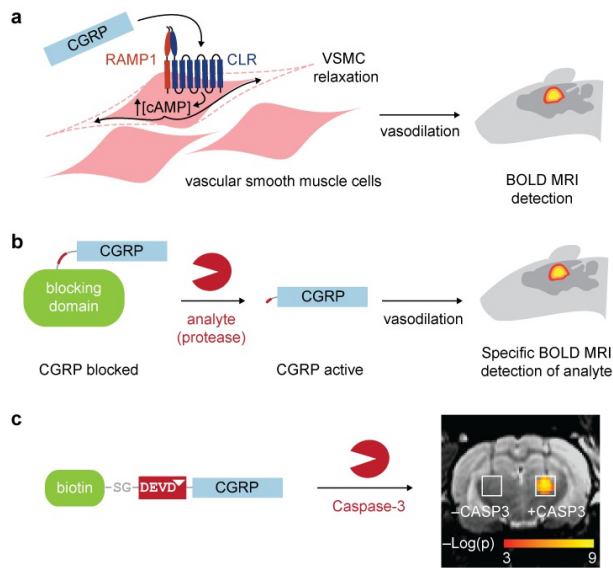 a
CGRP
RAMP1
CLR
VSMC
relaxation
↑[cAMP]
vasodilation
vascular smooth muscle cells
BOLD MRI
detection
b
CGRP
blocking
domain
analyte
(protease)
CGRP
vasodilation
CGRP blocked
CGRP active
Specific BOLD MRI
detection of analyte
c
biotin
SG
DEVD
CGRP
Caspase-3
–CASP3
+CASP3
–Log(p)
3
9